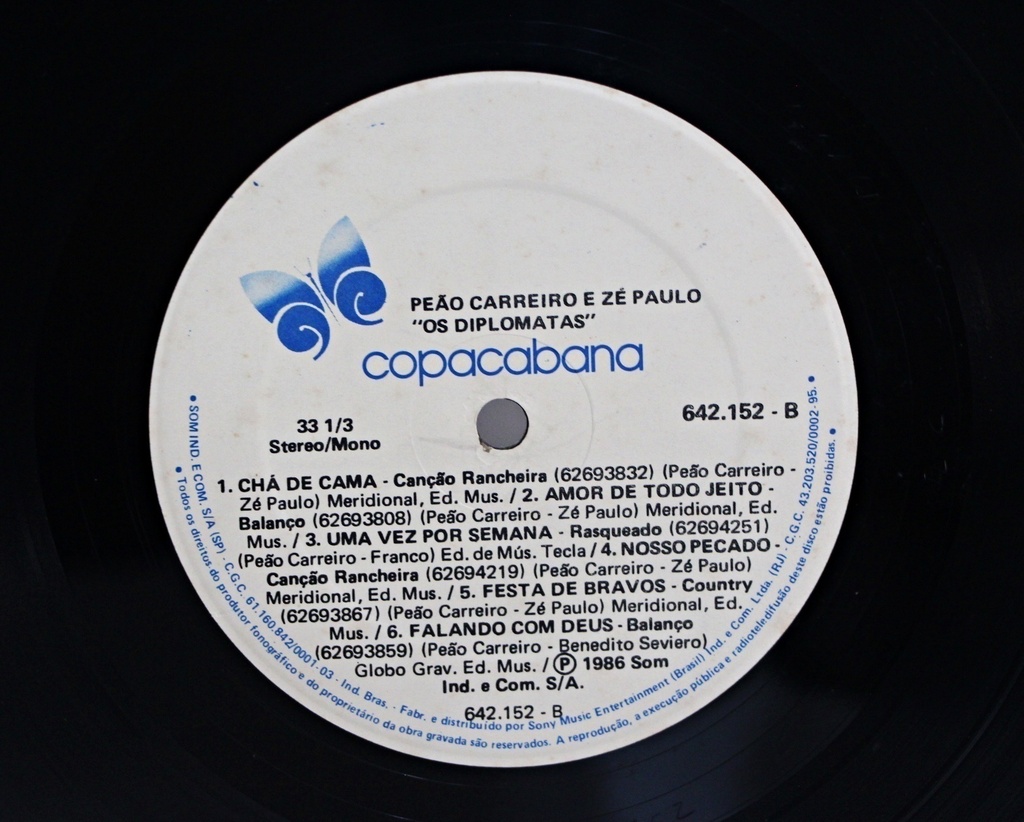 PEÃO CARREIRO E ZÉ PAULO
"OS DIPLOMATAS"
copacabana
33 1/3
Stereo/Mono
642.152 - B
1. CHÁ DE CAMA - Canção Rancheira (62693832) (Peão Carreiro -
Zé Paulo) Meridional, Ed. Mus. / 2. AMOR DE TODO JEITO -
Balanço (62693808) (Peão Carreiro - Zé Paulo) Meridional, Ed.
Mus. / 3. UMA VEZ POR SEMANA - Rasqueado (62694251)
(Peão Carreiro - Franco) Ed. de Mús. Tecla / 4. NOSSO PECADO -
Canção Rancheira (62694219) (Peão Carreiro - Zé Paulo)
Meridional, Ed. Mus. / 5. FESTA DE BRAVOS - Country
(62693867) (Peão Carreiro - Zé Paulo) Meridional, Ed.
Mus. / 6. FALANDO COM DEUS - Balanço
(62693859) (Peão Carreiro - Benedito Seviero)
Globo Grav. Ed. Mus. / Ⓟ 1986 Som
Ind. e Com. S/A.
642.152 - B
• SOM IND. E COM. S/A (SP) - C.G.C. 61.160.842/0001-03 - Ind. Bras. - Fabr. e distribuido por Sony Music Entertainment (Brasil) Ind. e Com. Ltda. (RJ) - C.G.C. 43.203.520/0002-95. •
• Todos os direitos do produtor fonográfico e do proprietário da obra gravada são reservados. A reprodução, a execução pública e radioteledifusão deste disco estão proibidas. •